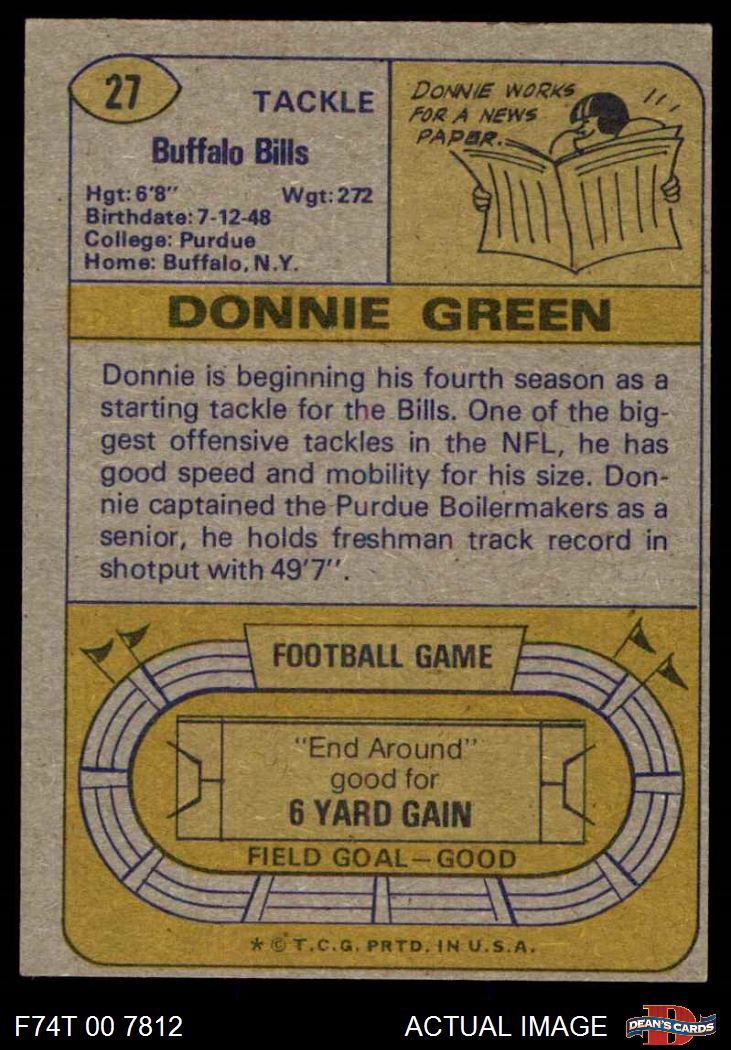 27
TACKLE
Buffalo Bills
Hgt: 6'8" Wgt: 272
Birthdate: 7-12-48
College: Purdue
Home: Buffalo, N.Y.
DONNIE WORKS
FOR A NEWS
PAPER.
DONNIE GREEN
Donnie is beginning his fourth season as a
starting tackle for the Bills. One of the big-
gest offensive tackles in the NFL, he has
good speed and mobility for his size. Don-
nie captained the Purdue Boilermakers as a
senior, he holds freshman track record in
shotput with 49'7".
FOOTBALL GAME
"End Around"
good for
6 YARD GAIN
FIELD GOAL—GOOD
* © T.C.G. PRTD. IN U.S.A.
F74T 00 7812
ACTUAL IMAGE
DEAN'S CARDS